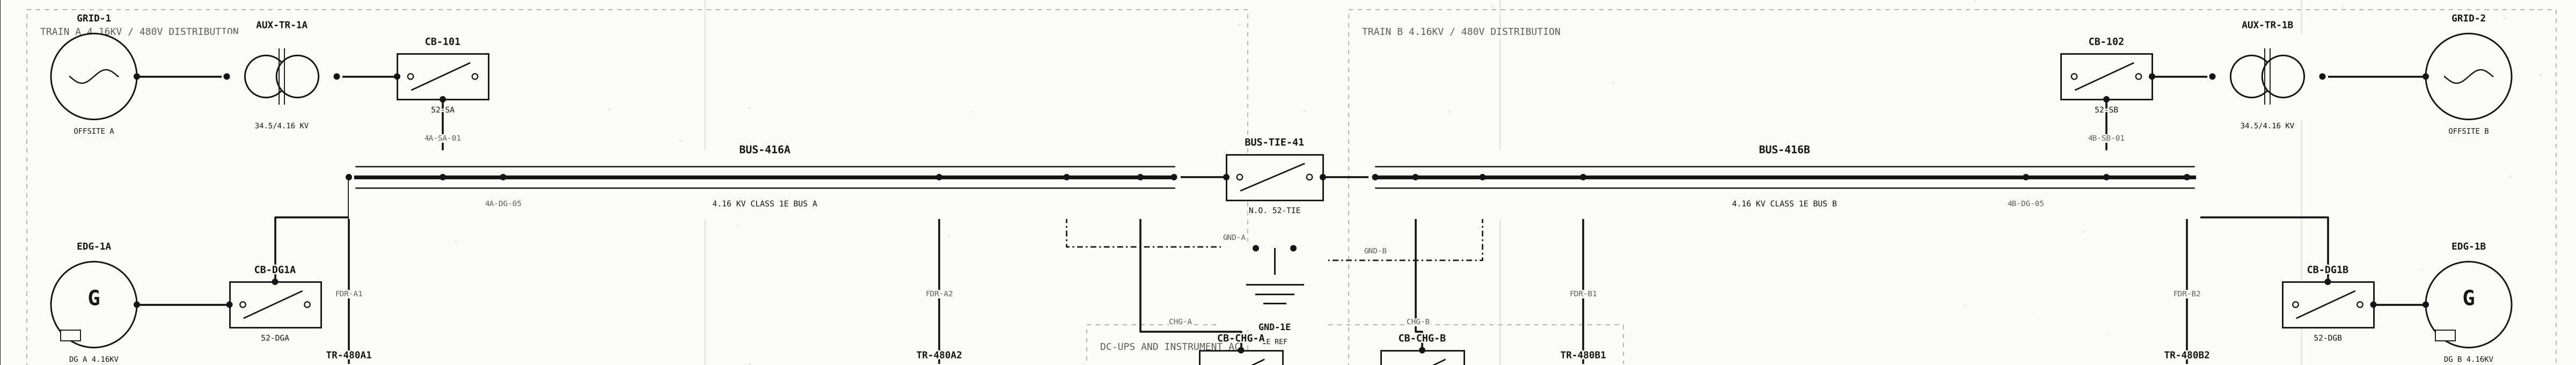 GRID-1
TRAIN A 4.16KV / 480V DISTRIBUTION
AUX-TR-1A
CB-101
52-SA
OFFSITE A
34.5/4.16 KV
4A-SA-01
TRAIN B 4.16KV / 480V DISTRIBUTION
CB-102
AUX-TR-1B
GRID-2
52-SB
34.5/4.16 KV
OFFSITE B
4B-SB-01
BUS-416A
BUS-TIE-41
BUS-416B
4A-DG-05
4.16 KV CLASS 1E BUS A
N.O. 52-TIE
4.16 KV CLASS 1E BUS B
4B-DG-05
GND-A
GND-B
EDG-1A
CB-DG1A
G
52-DGA
DG A 4.16KV
FDR-A1
TR-480A1
FDR-A2
TR-480A2
CHG-A
GND-1E
1E REF
CB-CHG-A
DC-UPS AND INSTRUMENT AC
CHG-B
CB-CHG-B
FDR-B1
TR-480B1
FDR-B2
TR-480B2
CB-DG1B
52-DGB
EDG-1B
G
DG B 4.16KV